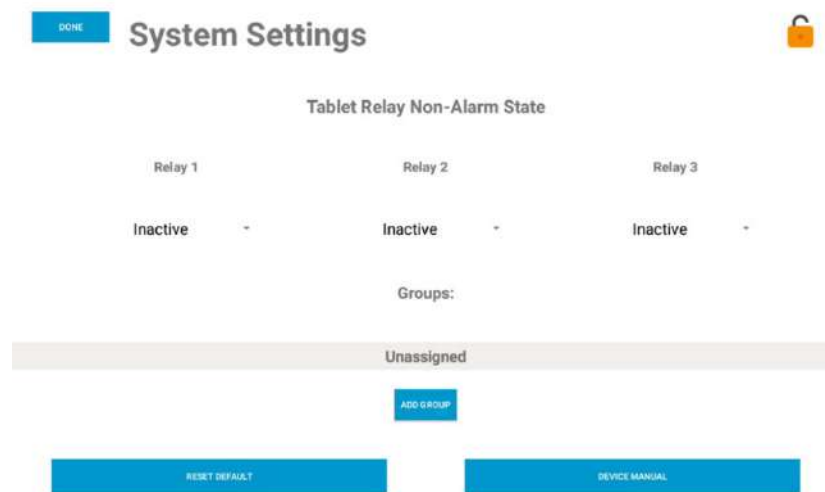 DONE
System Settings
Tablet Relay Non-Alarm State
Relay 1 Relay 2 Relay 3
Inactive Inactive Inactive
Groups:
Unassigned
ADD GROUP
RESET DEFAULT DEVICE MANUAL